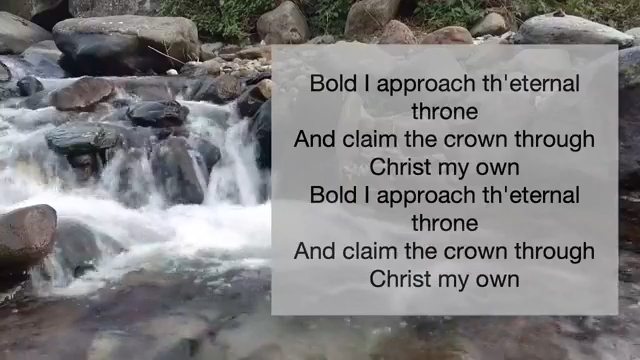 Bold I approach th'eternal
throne
And claim the crown through
Christ my own
Bold I approach th'eternal
throne
And claim the crown through
Christ my own